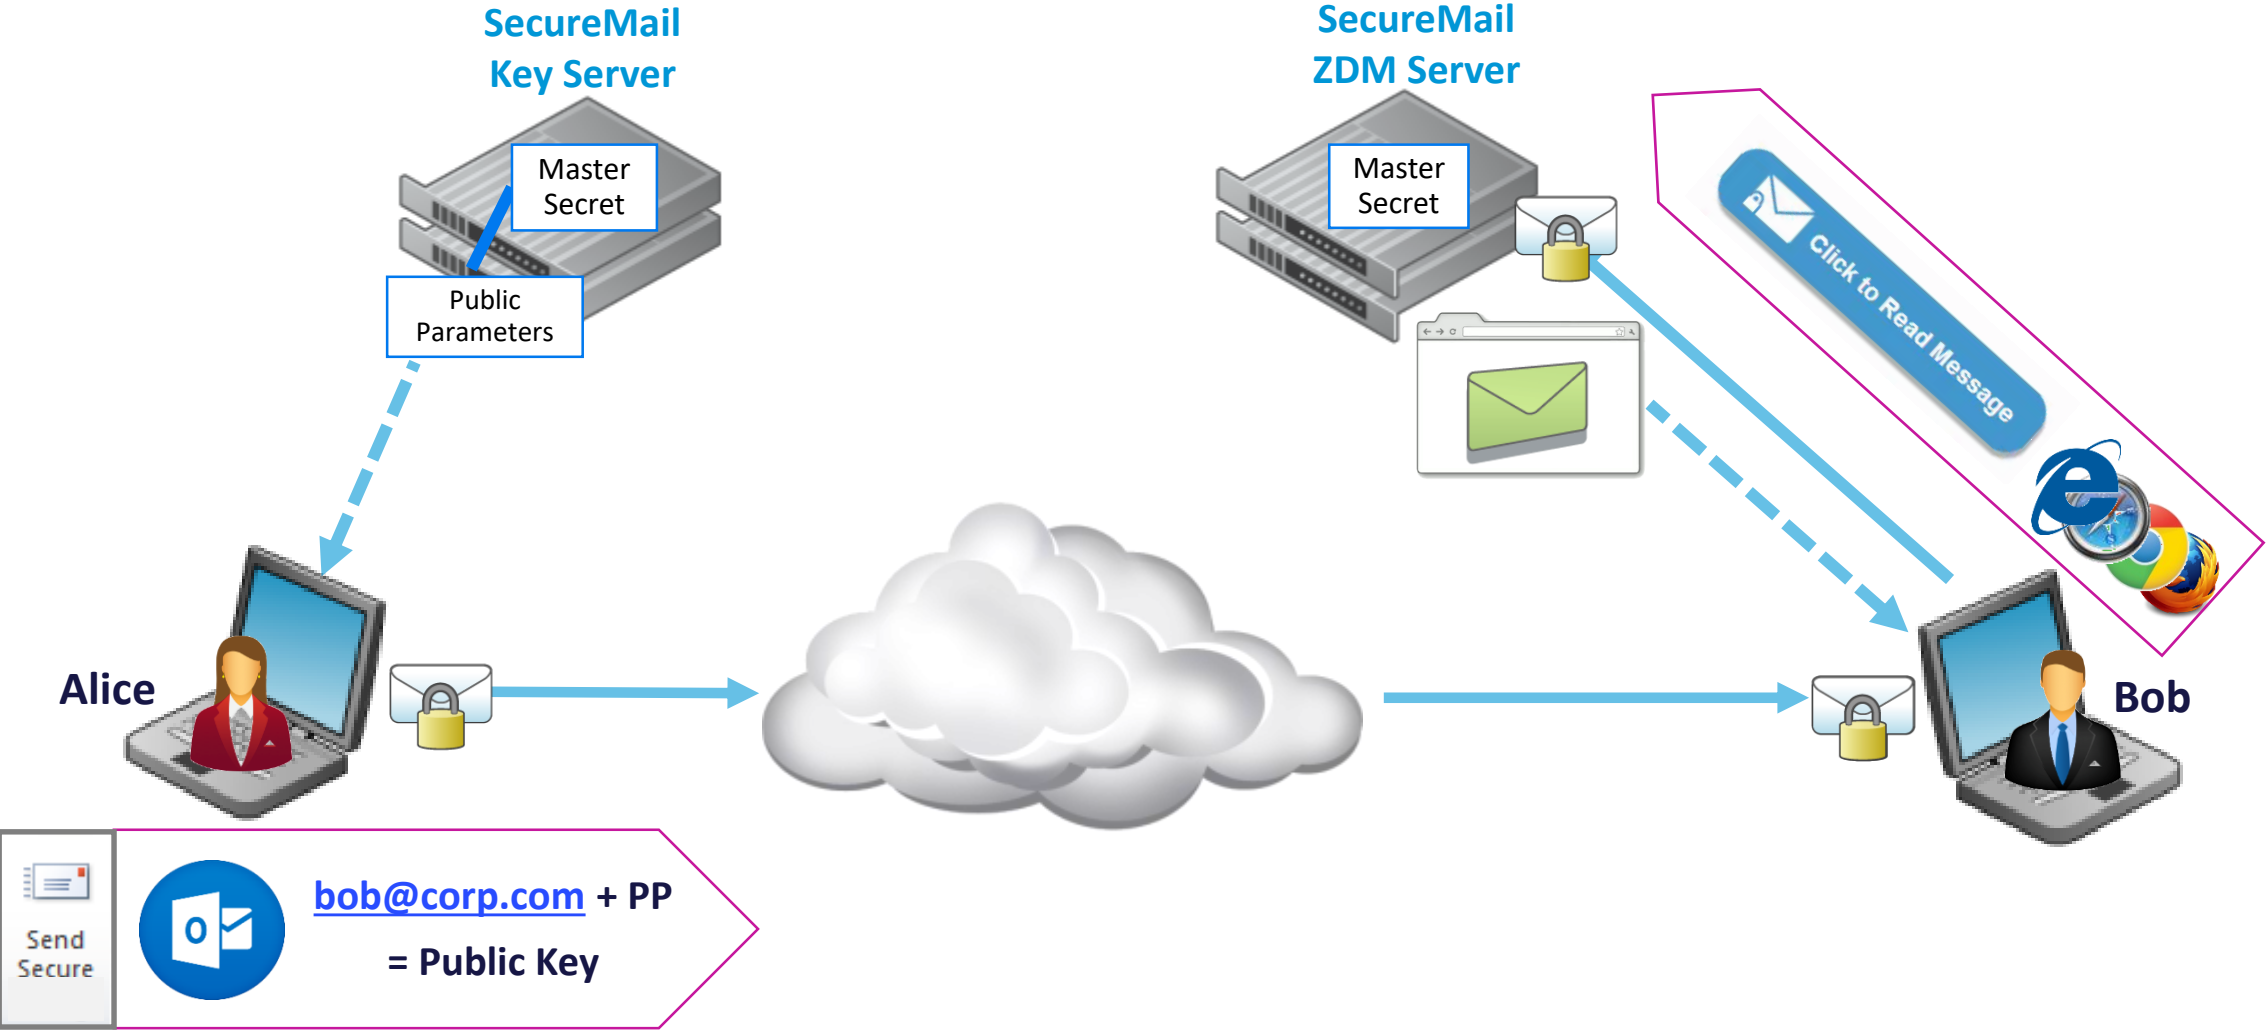 SecureMail
Key Server
SecureMail
ZDM Server
Master
Secret
Public
Parameters
Master
Secret
Click to Read Message
Alice
Bob
Send
Secure
bob@corp.com + PP
= Public Key